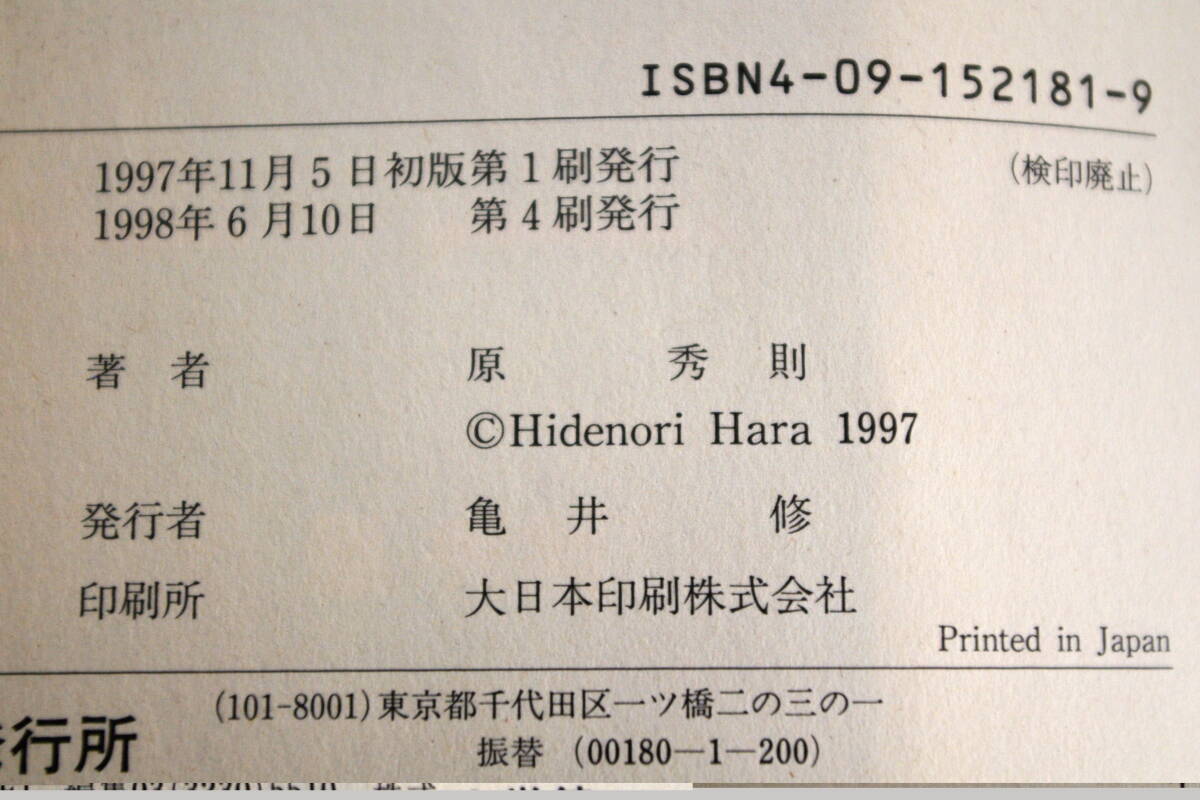 ISBN4-09-152181-9
1997年11月5日初版第1刷発行 (検印廃止)
1998年6月10日 第4刷発行
著者 原 秀則
©Hidenori Hara 1997
発行者 亀井 修
印刷所 大日本印刷株式会社
Printed in Japan
(101-8001)東京都千代田区一ツ橋二の三の一
行所 振替 (00180—1—200)